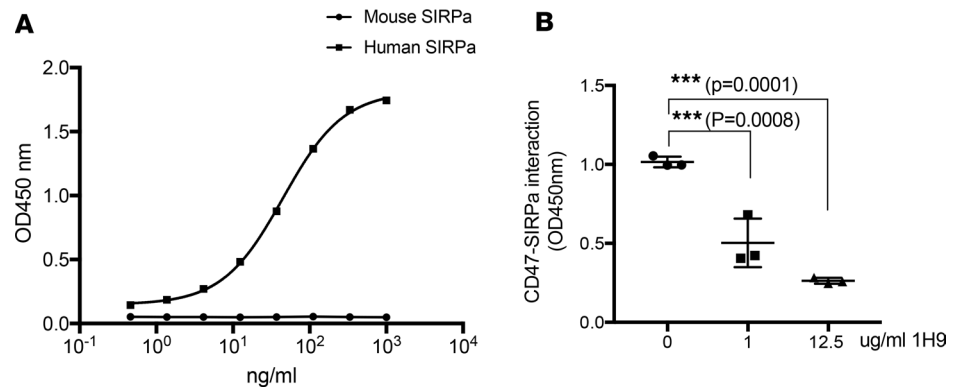 A
Mouse SIRPa
Human SIRPa
2.0
1.5
1.0
0.5
0.0
OD450 nm
10-1
100
101
102
103
104
ng/ml
B
*** (p=0.0001)
*** (P=0.0008)
1.5
1.0
0.5
0.0
CD47-SIRPa interaction
(OD450nm)
0
1
12.5
ug/ml 1H9